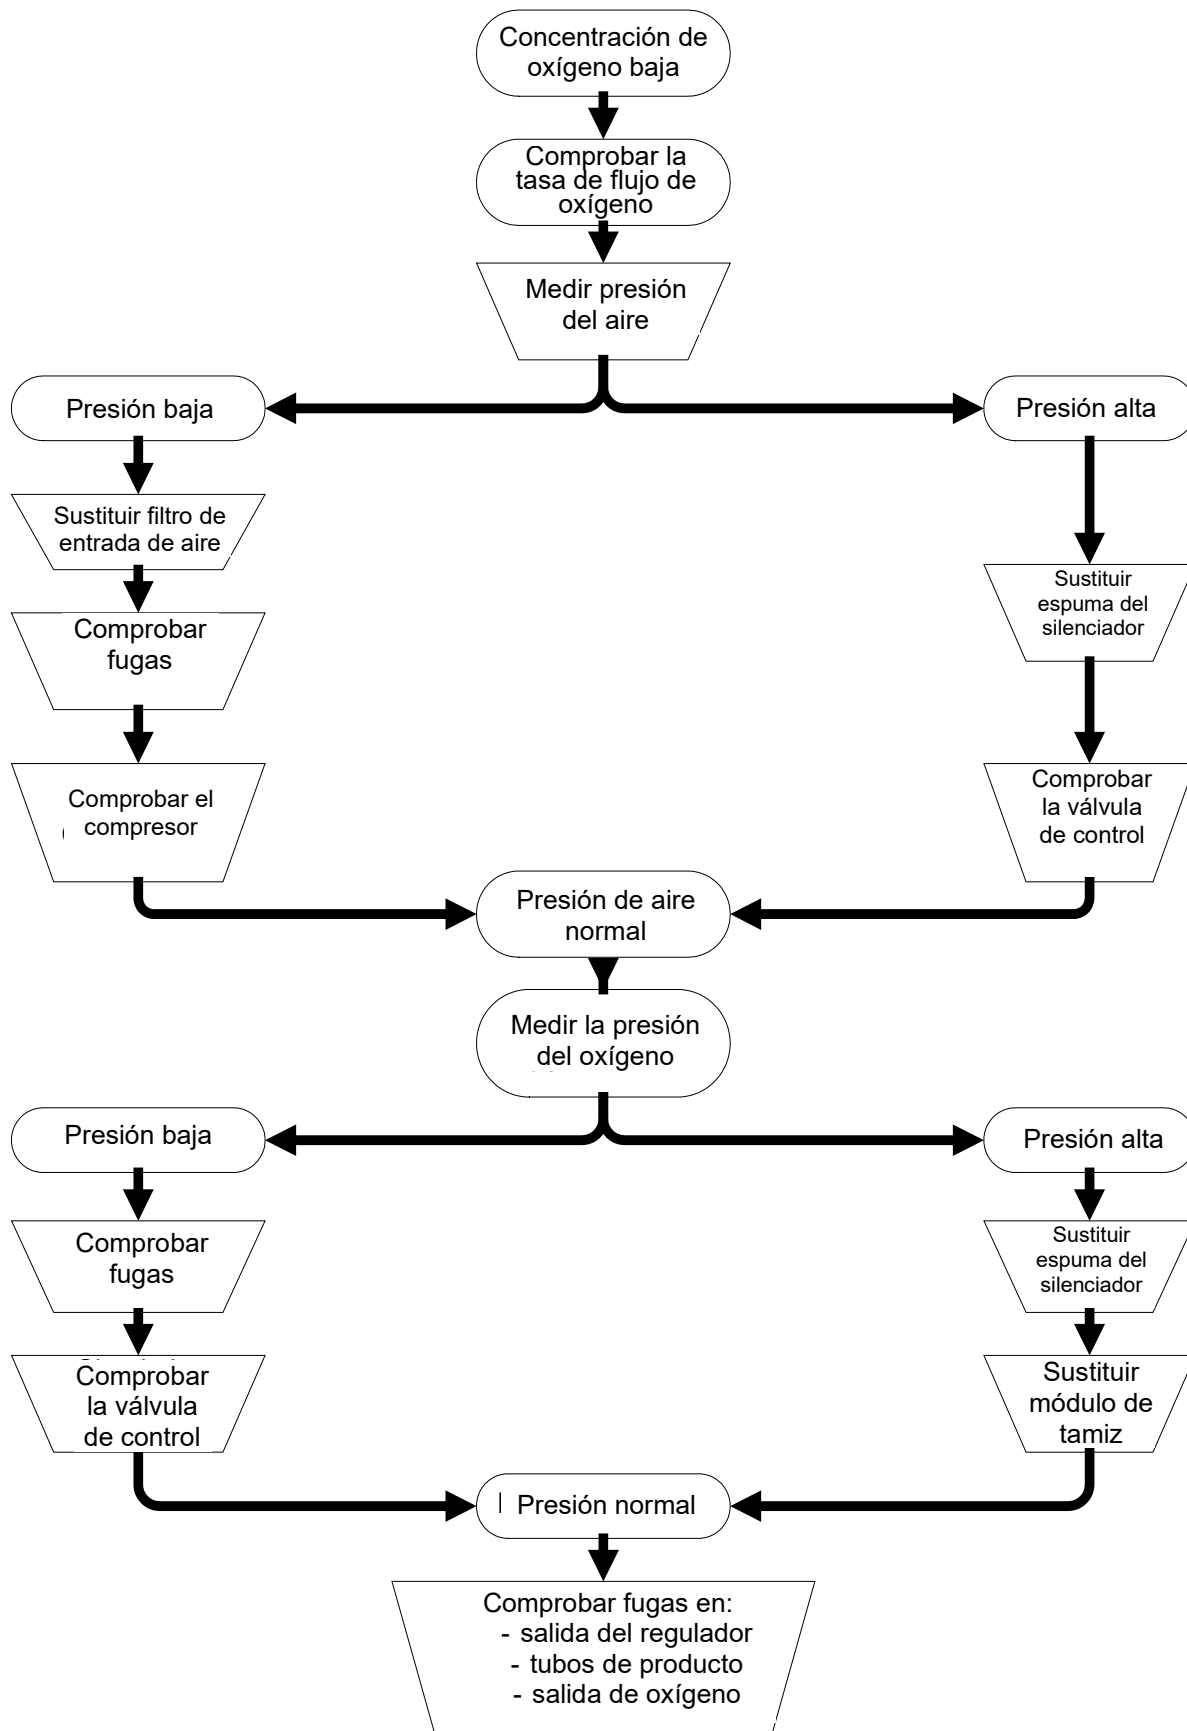 Concentración de
oxígeno baja
Comprobar la
tasa de flujo de
oxígeno
Medir presión
del aire
Presión baja
Presión alta
Sustituir filtro de
entrada de aire
Sustituir
espuma del
silenciador
Comprobar
fugas
Comprobar el
compresor
Comprobar
la válvula
de control
Presión de aire
normal
Medir la presión
del oxígeno
Presión baja
Presión alta
Comprobar
fugas
Sustituir
espuma del
silenciador
Comprobar
la válvula
de control
Sustituir
módulo de
tamiz
Presión normal
Comprobar fugas en:
- salida del regulador
- tubos de producto
- salida de oxígeno